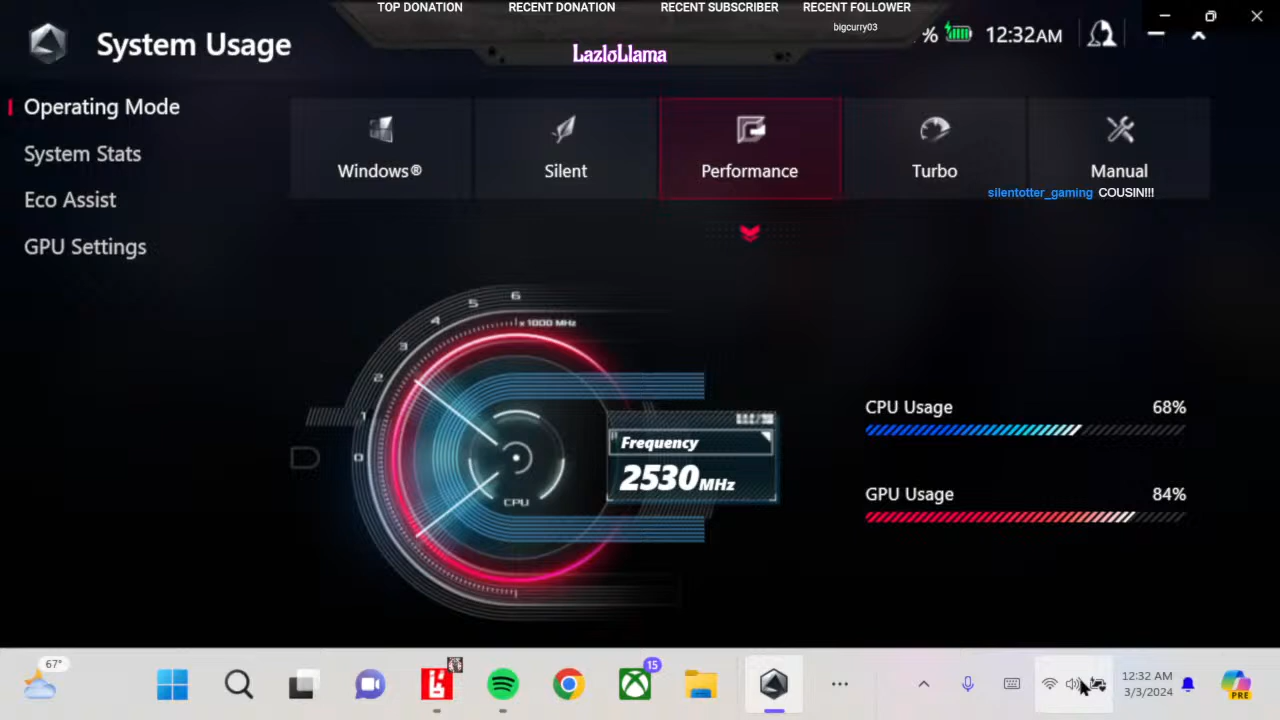 TOP DONATION
RECENT DONATION
RECENT SUBSCRIBER
RECENT FOLLOWER
bigcurry03
LazloLlama
% 12:32AM
System Usage
Operating Mode
System Stats
Eco Assist
GPU Settings
Windows®
Silent
Performance
Turbo
Manual
silentotter_gaming COUSIN!!!
0
1
2
3
4
5
6
x 1000 MHz
CPU
Frequency
2530MHz
CPU Usage 68%
GPU Usage 84%
67°
15
12:32 AM
3/3/2024
PRE